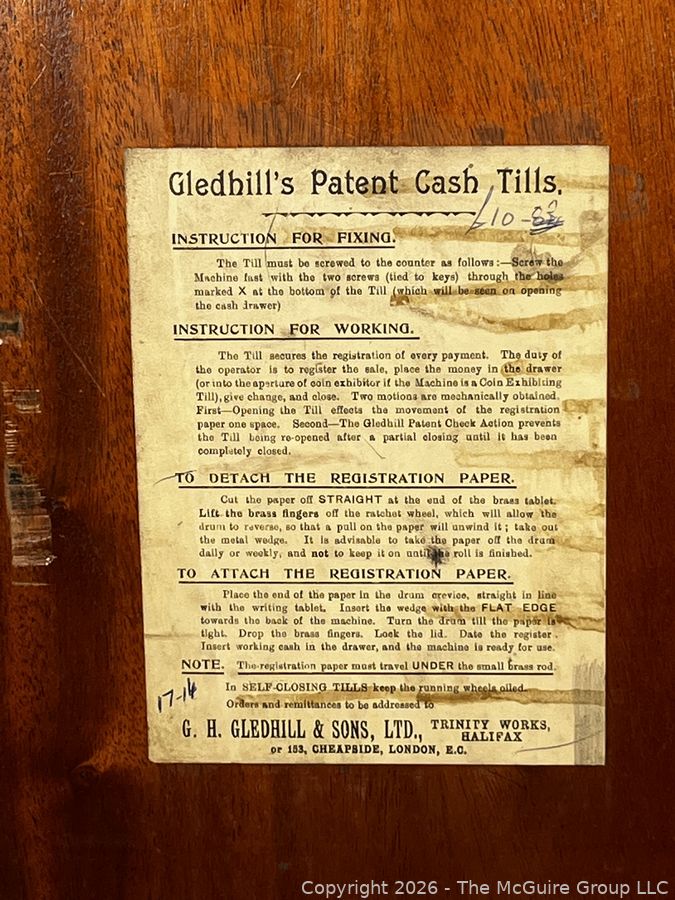 Gledhill's Patent Cash Tills.
£10-
INSTRUCTION FOR FIXING.
The Till must be screwed to the counter as follows:—Screw the
Machine fast with the two screws (tied to keys) through the holes
marked X at the bottom of the Till (which will be seen on opening
the cash drawer)
INSTRUCTION FOR WORKING.
The Till secures the registration of every payment. The duty of
the operator is to register the sale, place the money in the drawer
(or into the aperture of coin exhibitor if the Machine is a Coin Exhibiting
Till), give change, and close. Two motions are mechanically obtained.
First—Opening the Till effects the movement of the registration
paper one space. Second—The Gledhill Patent Check Action prevents
the Till being re-opened after a partial closing until it has been
completely closed.
TO DETACH THE REGISTRATION PAPER.
Cut the paper off STRAIGHT at the end of the brass tablet.
Lift the brass fingers off the ratchet wheel, which will allow the
drum to reverse, so that a pull on the paper will unwind it; take out
the metal wedge. It is advisable to take the paper off the drum
daily or weekly, and not to keep it on until the roll is finished.
TO ATTACH THE REGISTRATION PAPER.
Place the end of the paper in the drum crevice, straight in line
with the writing tablet. Insert the wedge with the FLAT EDGE
towards the back of the machine. Turn the drum till the paper is
tight. Drop the brass fingers. Lock the lid. Date the register.
Insert working cash in the drawer, and the machine is ready for use.
NOTE. The registration paper must travel UNDER the small brass rod.
In SELF-CLOSING TILLS keep the running wheels oiled.
17-14
Orders and remittances to be addressed to
G. H. GLEDHILL & SONS, LTD., TRINITY WORKS,
HALIFAX
or 153, CHEAPSIDE, LONDON, E.C.
Copyright 2026 - The McGuire Group LLC